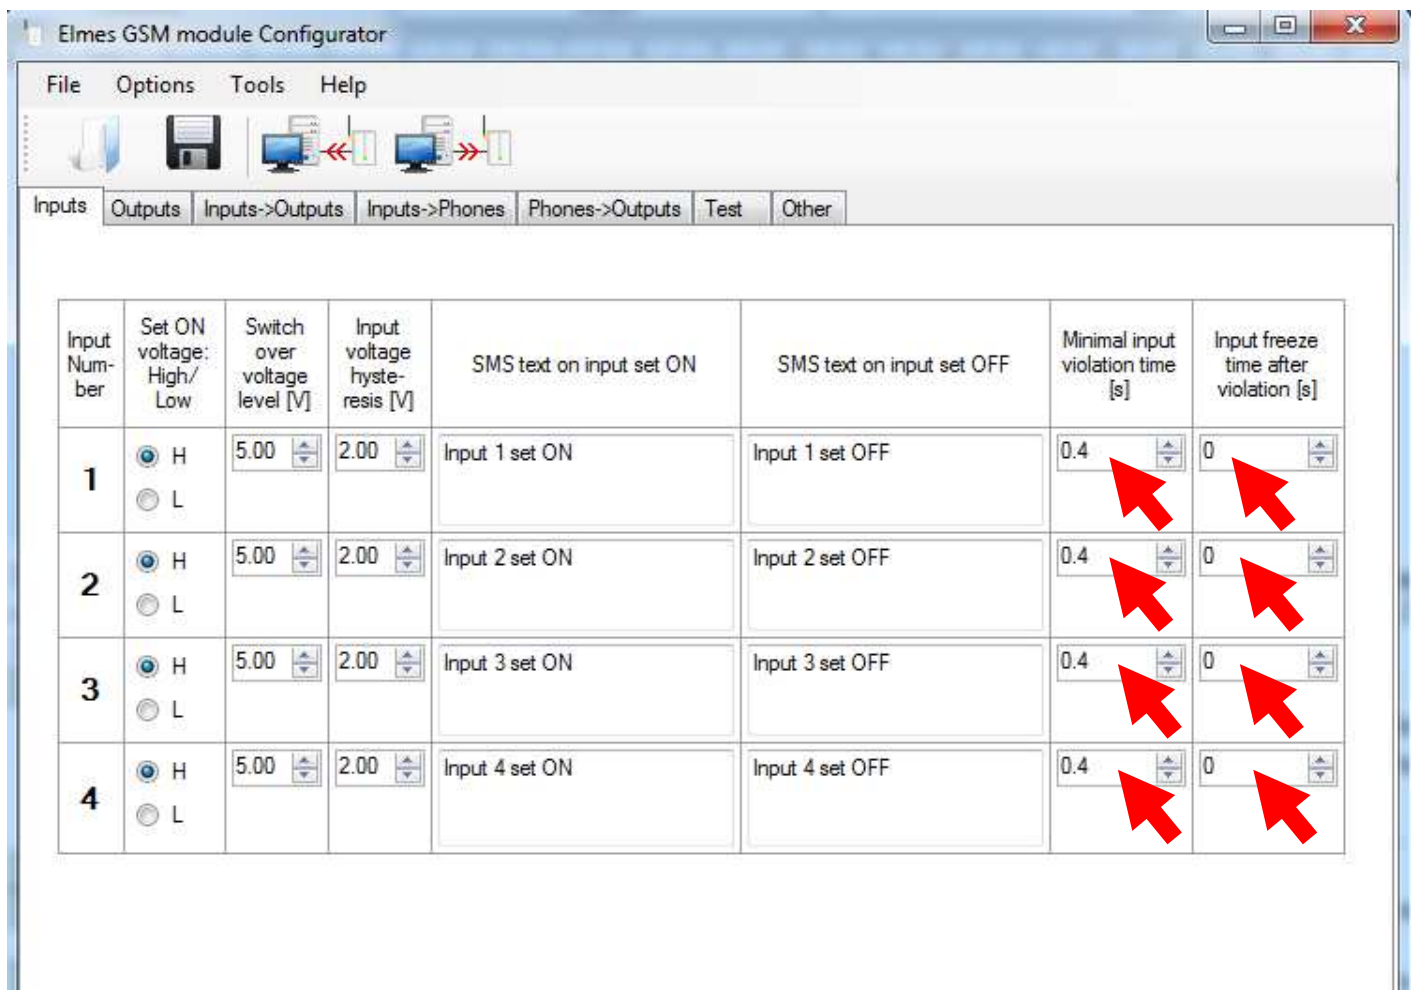 Elmes GSM module Configurator
File Options Tools Help
Inputs Outputs Inputs->Outputs Inputs->Phones Phones->Outputs Test Other
Input
Num-
ber
Set ON
voltage:
High/
Low
Switch
over
voltage
level [V]
Input
voltage
hyste-
resis [V]
SMS text on input set ON
SMS text on input set OFF
Minimal input
violation time
[s]
Input freeze
time after
violation [s]
1
H
L
5.00
2.00
Input 1 set ON
Input 1 set OFF
0.4
0
2
H
L
5.00
2.00
Input 2 set ON
Input 2 set OFF
0.4
0
3
H
L
5.00
2.00
Input 3 set ON
Input 3 set OFF
0.4
0
4
H
L
5.00
2.00
Input 4 set ON
Input 4 set OFF
0.4
0